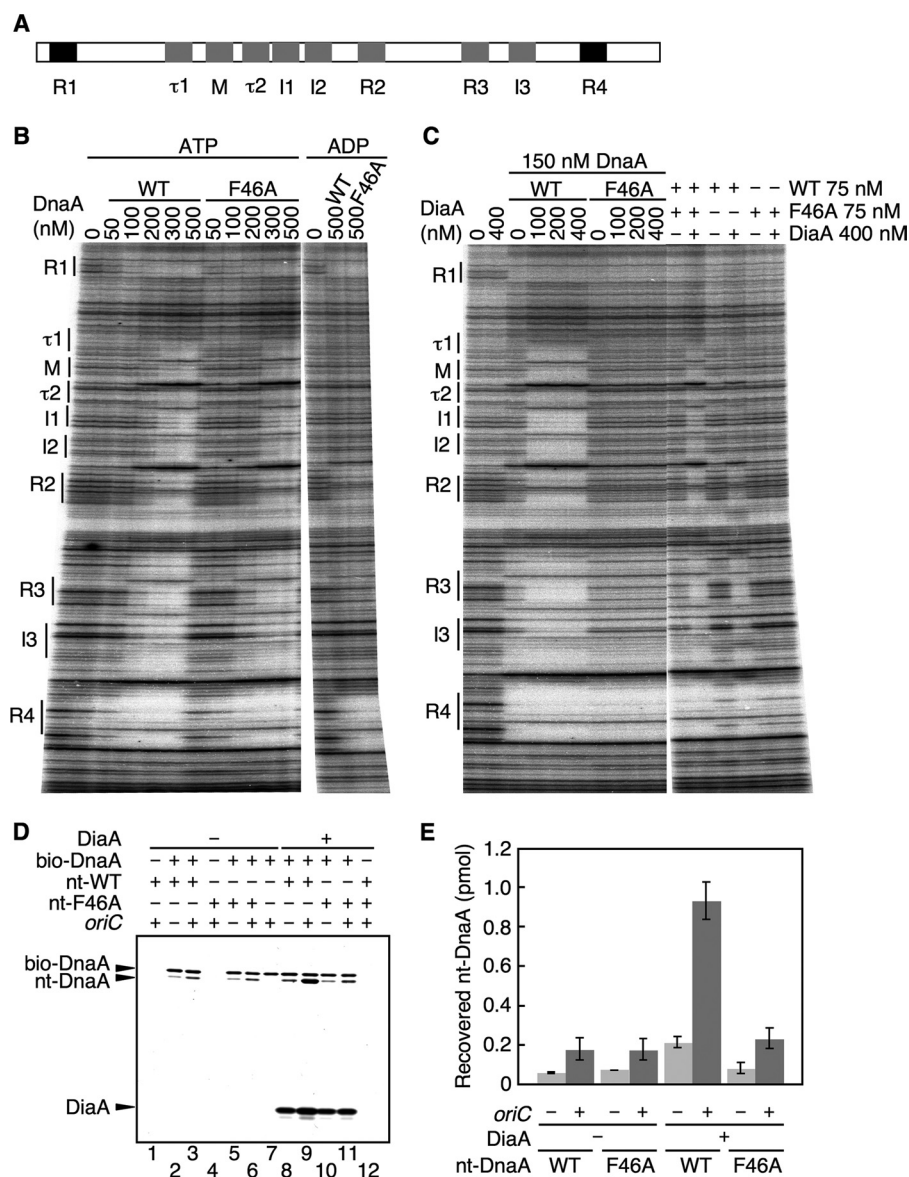 A
R1 τ1 M τ2 I1 I2 R2 R3 I3 R4
B
ATP ADP
WT F46A WT F46A
DnaA (nM) 0 50 100 200 300 500 50 100 200 300 500 0 500 500
R1
τ1
M
τ2
I1
I2
R2
R3
I3
R4
C
150 nM DnaA
WT F46A
DiaA (nM) 0 400 0 100 200 400 0 100 200 400
+ + + + − − WT 75 nM
+ + − − + + F46A 75 nM
− + − + − + DiaA 400 nM
R1
τ1
M
τ2
I1
I2
R2
R3
I3
R4
D
DiaA − +
bio-DnaA − + + − + + + + + + + −
nt-WT + + + − − − − + + − − +
nt-F46A − − − + + + − − − + + +
oriC + − + + − + + − + − + +
bio-DnaA
nt-DnaA
DiaA
1 2 3 4 5 6 7 8 9 10 11 12
E
Recovered nt-DnaA (pmol)
1.2
1.0
0.8
0.6
0.4
0.2
0
oriC − + − + − + − +
DiaA − +
nt-DnaA WT F46A WT F46A